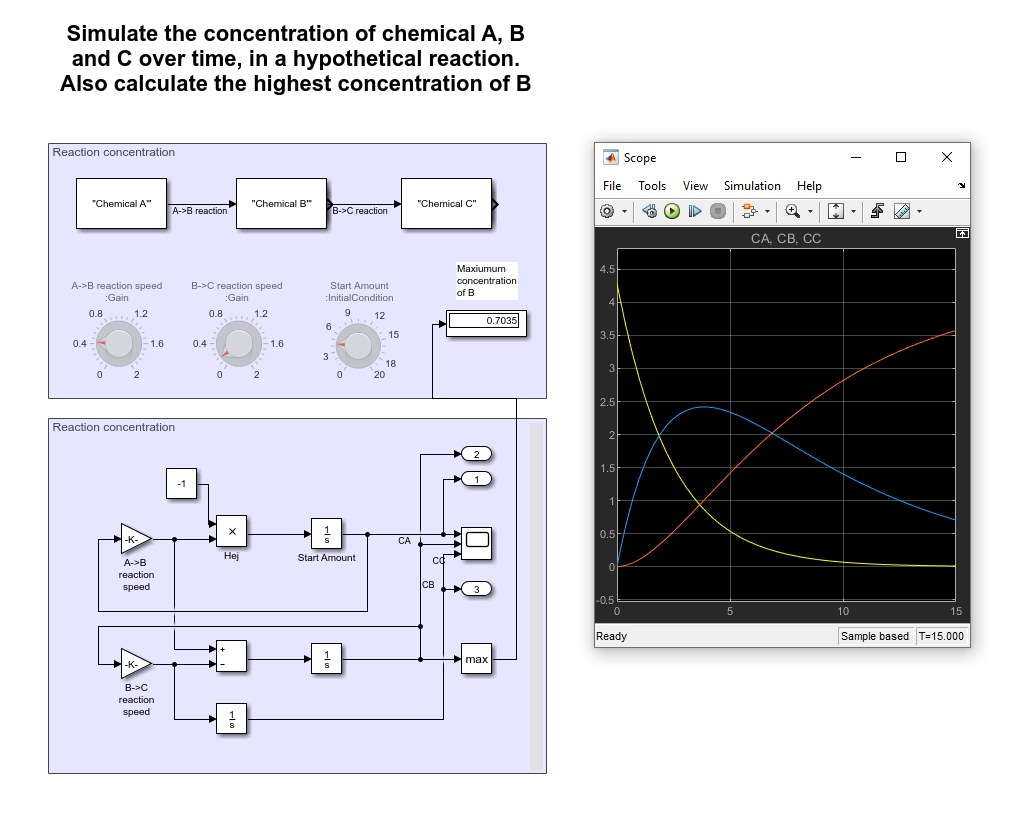 Simulate the concentration of chemical A, B
and C over time, in a hypothetical reaction.
Also calculate the highest concentration of B
Reaction concentration
"Chemical A""
A->B reaction
"Chemical B""
B->C reaction
"Chemical C"
Maxiumum
concentration
of B
0.7035
A->B reaction speed
:Gain
0 0.4 0.8 1.2 1.6 2
B->C reaction speed
:Gain
0 0.4 0.8 1.2 1.6 2
Start Amount
:InitialCondition
0 3 6 9 12 15 18 20
Reaction concentration
-1
-K-
A->B
reaction
speed
×
Hej
1
s
Start Amount
CA
CC
CB
2
1
3
-K-
B->C
reaction
speed
+
−
1
s
1
s
max
Scope
File Tools View Simulation Help
CA, CB, CC
4.5
4
3.5
3
2.5
2
1.5
1
0.5
0
-0.5
0 5 10 15
Ready
Sample based T=15.000